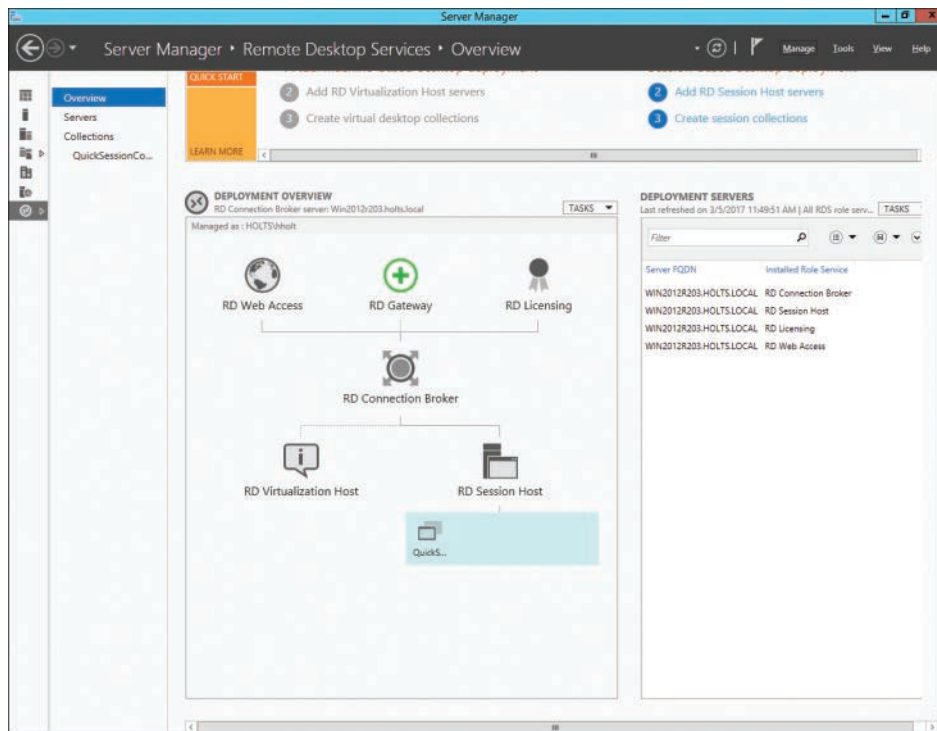 Server Manager
Server Manager • Remote Desktop Services • Overview
Manage Tools View Help
Overview
Servers
Collections
QuickSessionCo...
QUICK START
LEARN MORE
2 Add RD Virtualization Host servers
3 Create virtual desktop collections
2 Add RD Session Host servers
3 Create session collections
DEPLOYMENT OVERVIEW
RD Connection Broker server: Win2012r203.holts.local
TASKS
Managed as : HOLTS\hholt
RD Web Access
RD Gateway
RD Licensing
RD Connection Broker
RD Virtualization Host
RD Session Host
QuickS...
DEPLOYMENT SERVERS
Last refreshed on 3/5/2017 11:49:51 AM | All RDS role serv...
TASKS
Filter
Server FQDN Installed Role Service
WIN2012R203.HOLTS.LOCAL RD Connection Broker
WIN2012R203.HOLTS.LOCAL RD Session Host
WIN2012R203.HOLTS.LOCAL RD Licensing
WIN2012R203.HOLTS.LOCAL RD Web Access